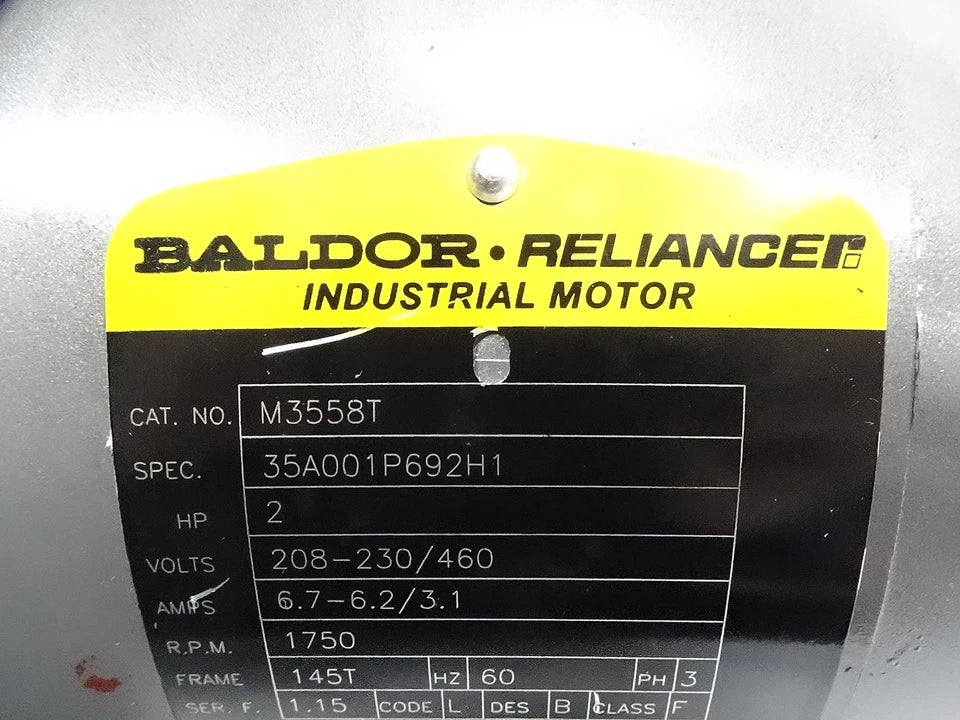 BALDOR • RELIANCER
INDUSTRIAL MOTOR
CAT. NO. M3558T
SPEC. 35A001P692H1
HP 2
VOLTS 208-230/460
AMPS 6.7-6.2/3.1
R.P.M. 1750
FRAME 145T HZ 60 PH 3
SER. F. 1.15 CODE L DES B CLASS F